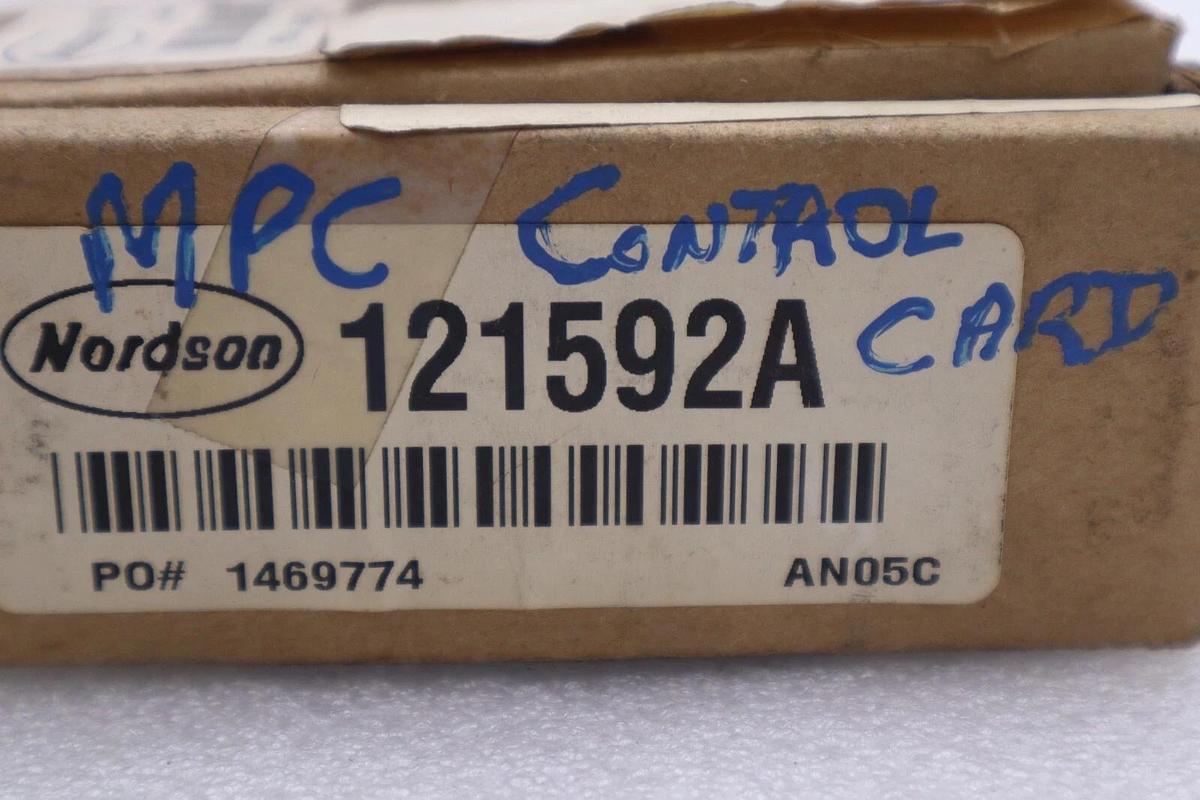 MPC CONTROL
CARD
Nordson 121592A
PO# 1469774 AN05C